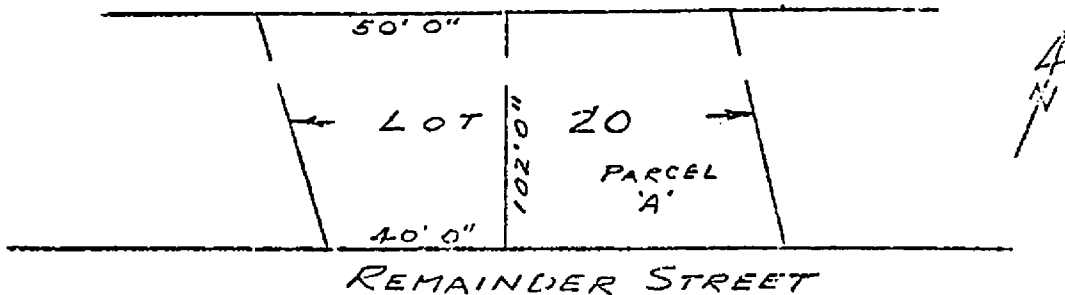 50' 0"
LOT 20
102' 0"
PARCEL
'A'
40' 0"
N
REMAINDER STREET